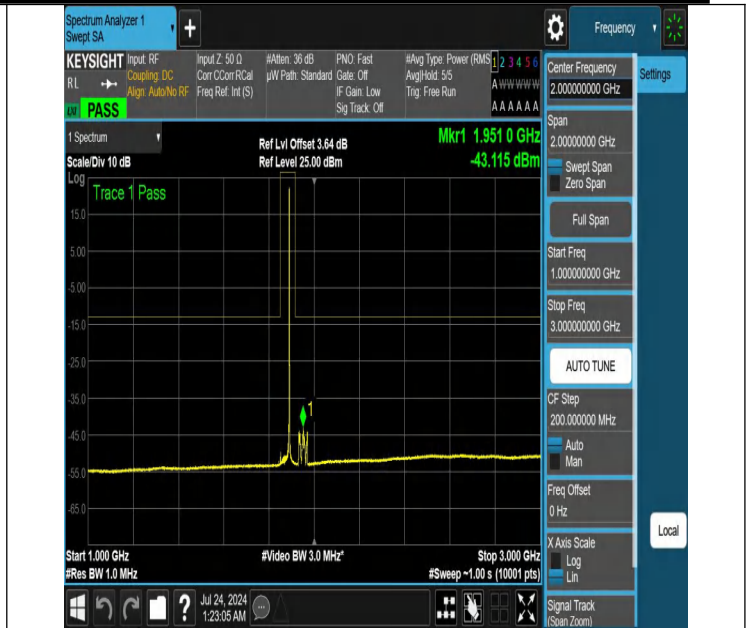 Spectrum Analyzer 1
Swept SA
+
Frequency
KEYSIGHT
RL
LXI PASS
Input: RF
Coupling: DC
Align: Auto/No RF
Input Z: 50 Ω
Corr CCorr RCal
Freq Ref: Int (S)
#Atten: 36 dB
µW Path: Standard
PNO: Fast
Gate: Off
IF Gain: Low
Sig Track: Off
#Avg Type: Power (RMS
Avg|Hold: 5/5
Trig: Free Run
1 2 3 4 5 6
A W W W W W
A A A A A A
1 Spectrum
Scale/Div 10 dB
Ref Lvl Offset 3.64 dB
Ref Level 25.00 dBm
Mkr1 1.951 0 GHz
-43.115 dBm
Log
Trace 1 Pass
15.0
5.00
-5.00
-15.0
-25.0
-35.0
-45.0
-55.0
-65.0
1
Start 1.000 GHz
#Res BW 1.0 MHz
#Video BW 3.0 MHz*
Stop 3.000 GHz
#Sweep ~1.00 s (10001 pts)
?
Jul 24, 2024
1:23:05 AM
Center Frequency
2.000000000 GHz
Settings
Span
2.00000000 GHz
Swept Span
Zero Span
Full Span
Start Freq
1.000000000 GHz
Stop Freq
3.000000000 GHz
AUTO TUNE
CF Step
200.000000 MHz
Auto
Man
Freq Offset
0 Hz
X Axis Scale
Log
Lin
Local
Signal Track
(Span Zoom)